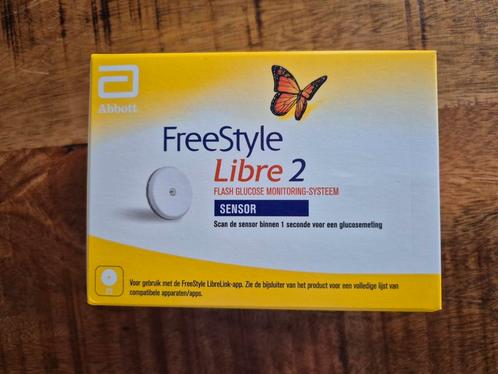 Abbott
FreeStyle
Libre 2
FLASH GLUCOSE MONITORING-SYSTEEM
SENSOR
Scan de sensor binnen 1 seconde voor een glucosemeting
Voor gebruik met de FreeStyle LibreLink-app. Zie de bijsluiter van het product voor een volledige lijst van
compatibele apparaten/apps.